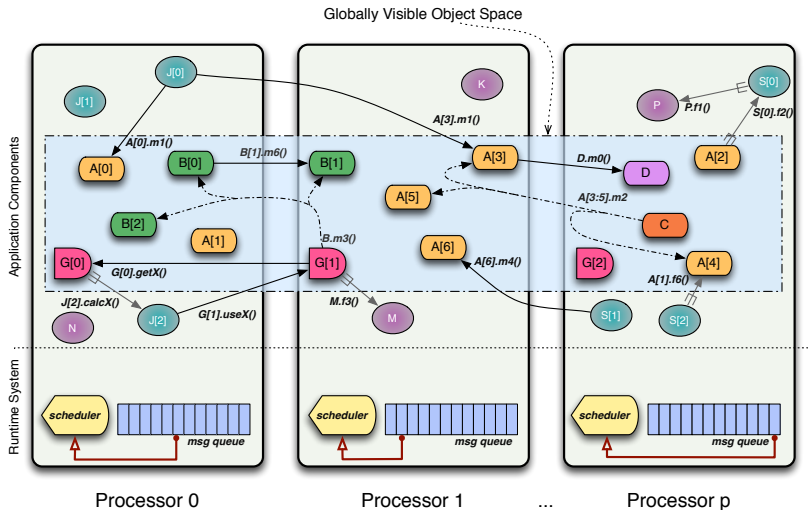 Globally Visible Object Space
Application Components
Runtime System
J[0]
J[1]
A[0].m1()
A[3].m1()
K
P
P.f1()
S[0]
S[0].f2()
A[0]
B[0]
B[1].m6()
B[1]
A[3]
D.m0()
D
A[2]
A[5]
A[3:5].m2
B[2]
A[1]
B.m3()
A[6]
C
G[0]
G[0].getX()
G[1]
A[6].m4()
G[2]
A[4]
A[1].f6()
J[2].calcX()
M.f3()
N
J[2]
G[1].useX()
M
S[1]
S[2]
scheduler
msg queue
scheduler
msg queue
scheduler
msg queue
Processor 0
Processor 1
...
Processor p